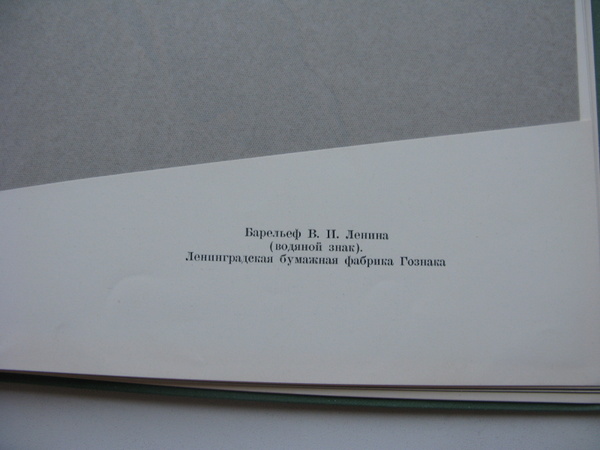 Барельеф В. И. Ленина
(водяной знак).
Ленинградская бумажная фабрика Гознака